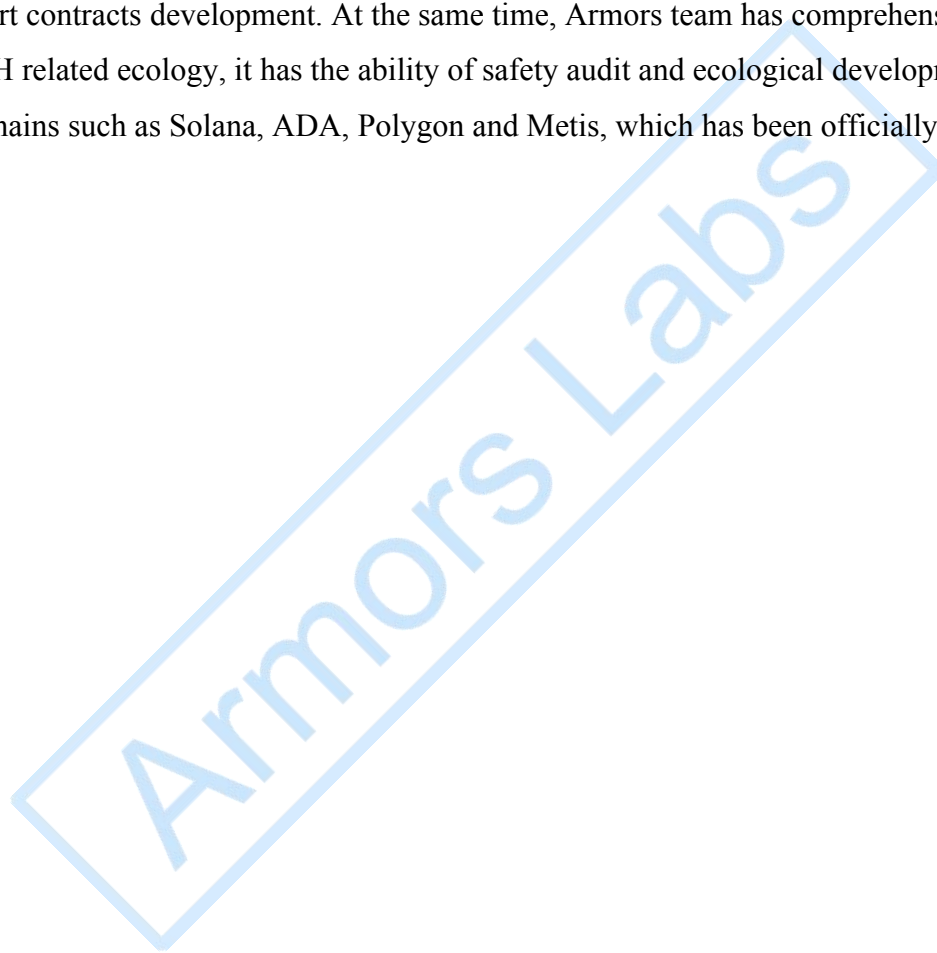 rt contracts development. At the same time, Armors team has comprehens
H related ecology, it has the ability of safety audit and ecological develop
hains such as Solana, ADA, Polygon and Metis, which has been officially
Armors Labs